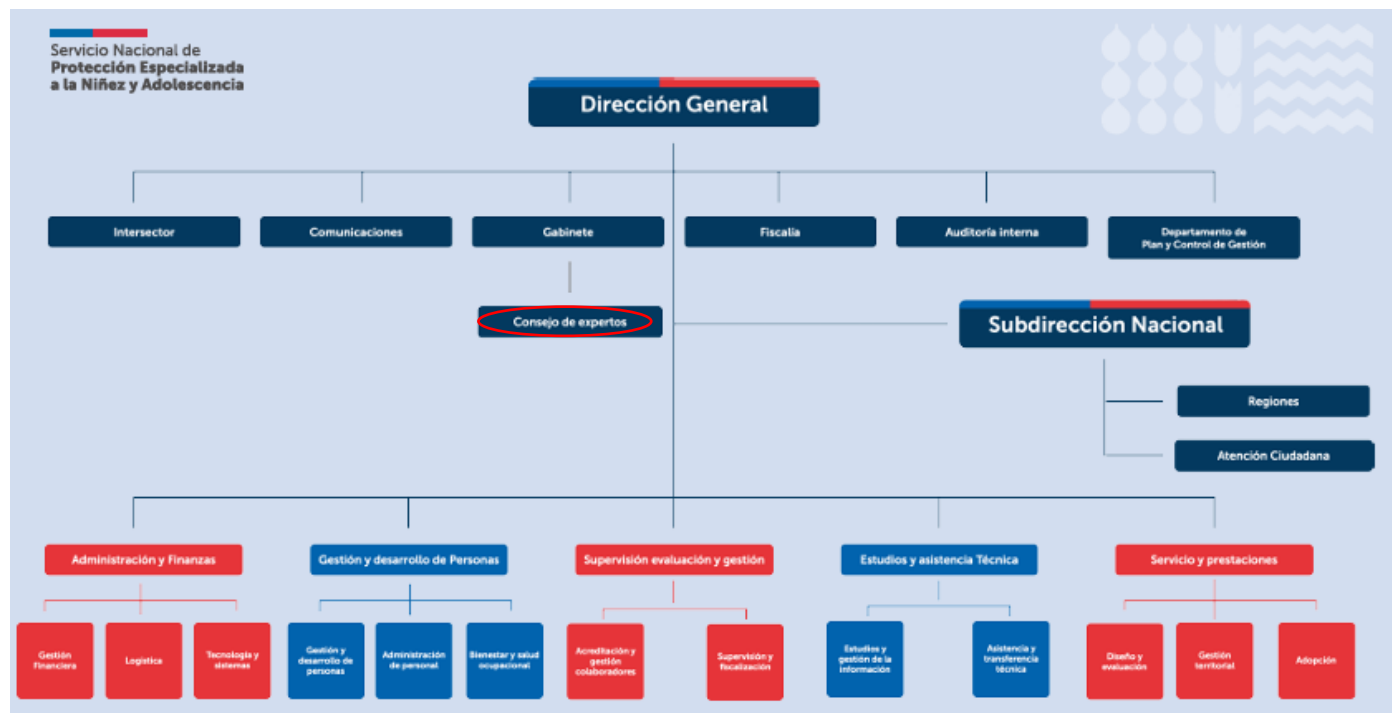 Servicio Nacional de
Protección Especializada
a la Niñez y Adolescencia
Dirección General
Intersector
Comunicaciones
Gabinete
Fiscalía
Auditoría interna
Departamento de
Plan y Control de Gestión
Consejo de expertos
Subdirección Nacional
Regiones
Atención Ciudadana
Administración y Finanzas
Gestión y desarrollo de Personas
Supervisión evaluación y gestión
Estudios y asistencia Técnica
Servicio y prestaciones
Gestión
Financiera
Logística
Tecnología y
sistemas
Gestión y
desarrollo de
personas
Administración
de personal
Bienestar y salud
ocupacional
Acreditación y
gestión
colaboradores
Supervisión y
fiscalización
Estudios y
gestión de la
información
Asistencia y
transferencia
técnica
Diseño y
evaluación
Gestión
territorial
Adopción